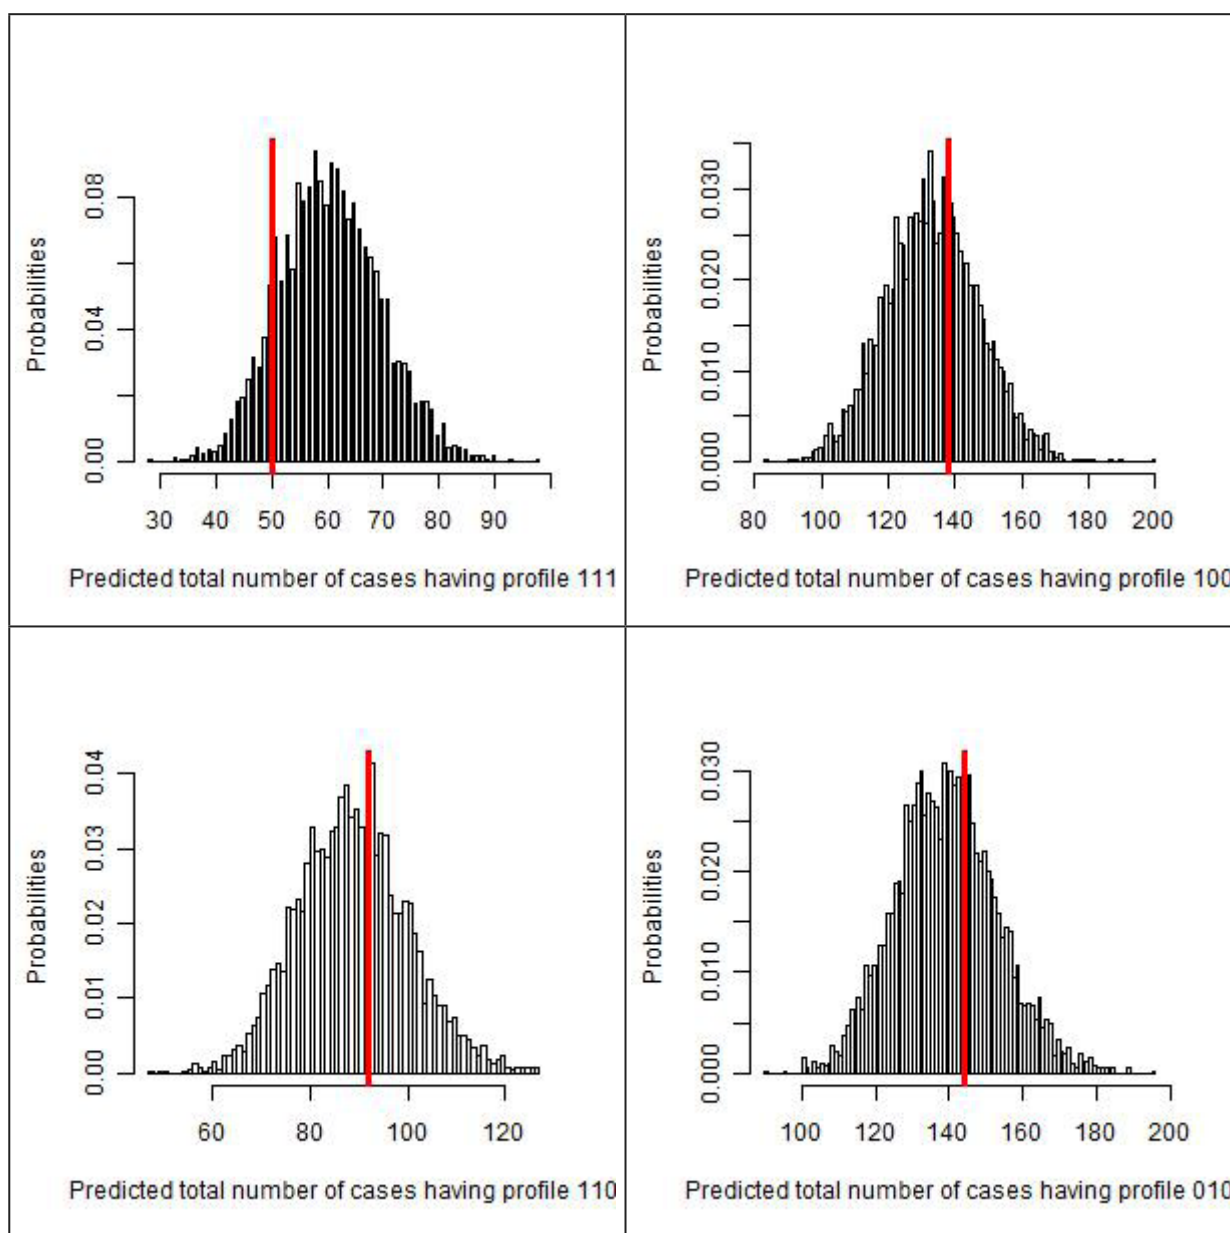 Probabilities
0.00 0.04 0.08
30 40 50 60 70 80 90
Predicted total number of cases having profile 111
Probabilities
0.000 0.010 0.020 0.030
80 100 120 140 160 180 200
Predicted total number of cases having profile 100
Probabilities
0.00 0.01 0.02 0.03 0.04
60 80 100 120
Predicted total number of cases having profile 110
Probabilities
0.000 0.010 0.020 0.030
100 120 140 160 180 200
Predicted total number of cases having profile 010